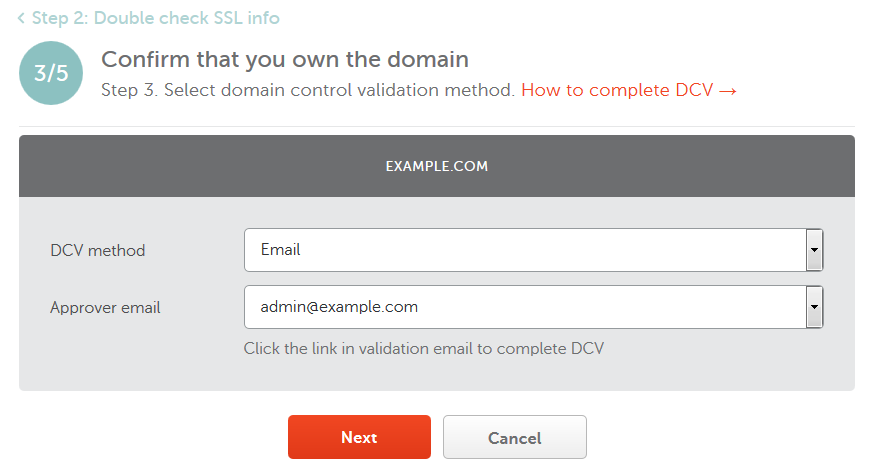 ‹ Step 2: Double check SSL info
3/5
Confirm that you own the domain
Step 3. Select domain control validation method. How to complete DCV →
EXAMPLE.COM
DCV method
Email
Approver email
admin@example.com
Click the link in validation email to complete DCV
Next
Cancel